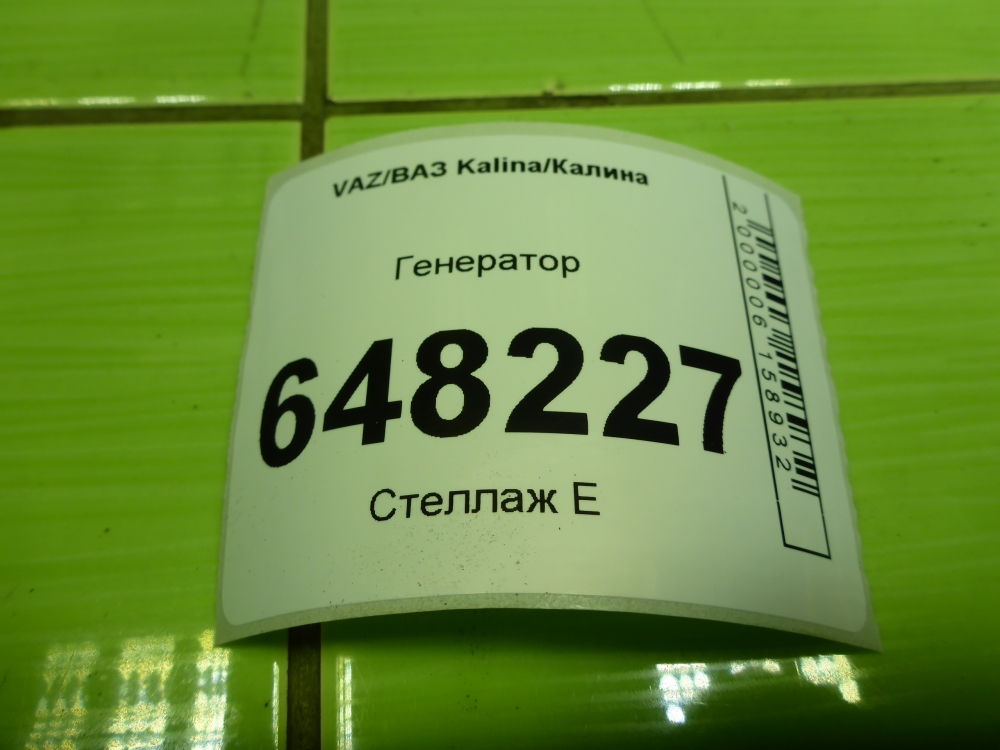 VAZ/ВАЗ Kalina/Калина
Генератор
648227
Стеллаж Е
2000006158932